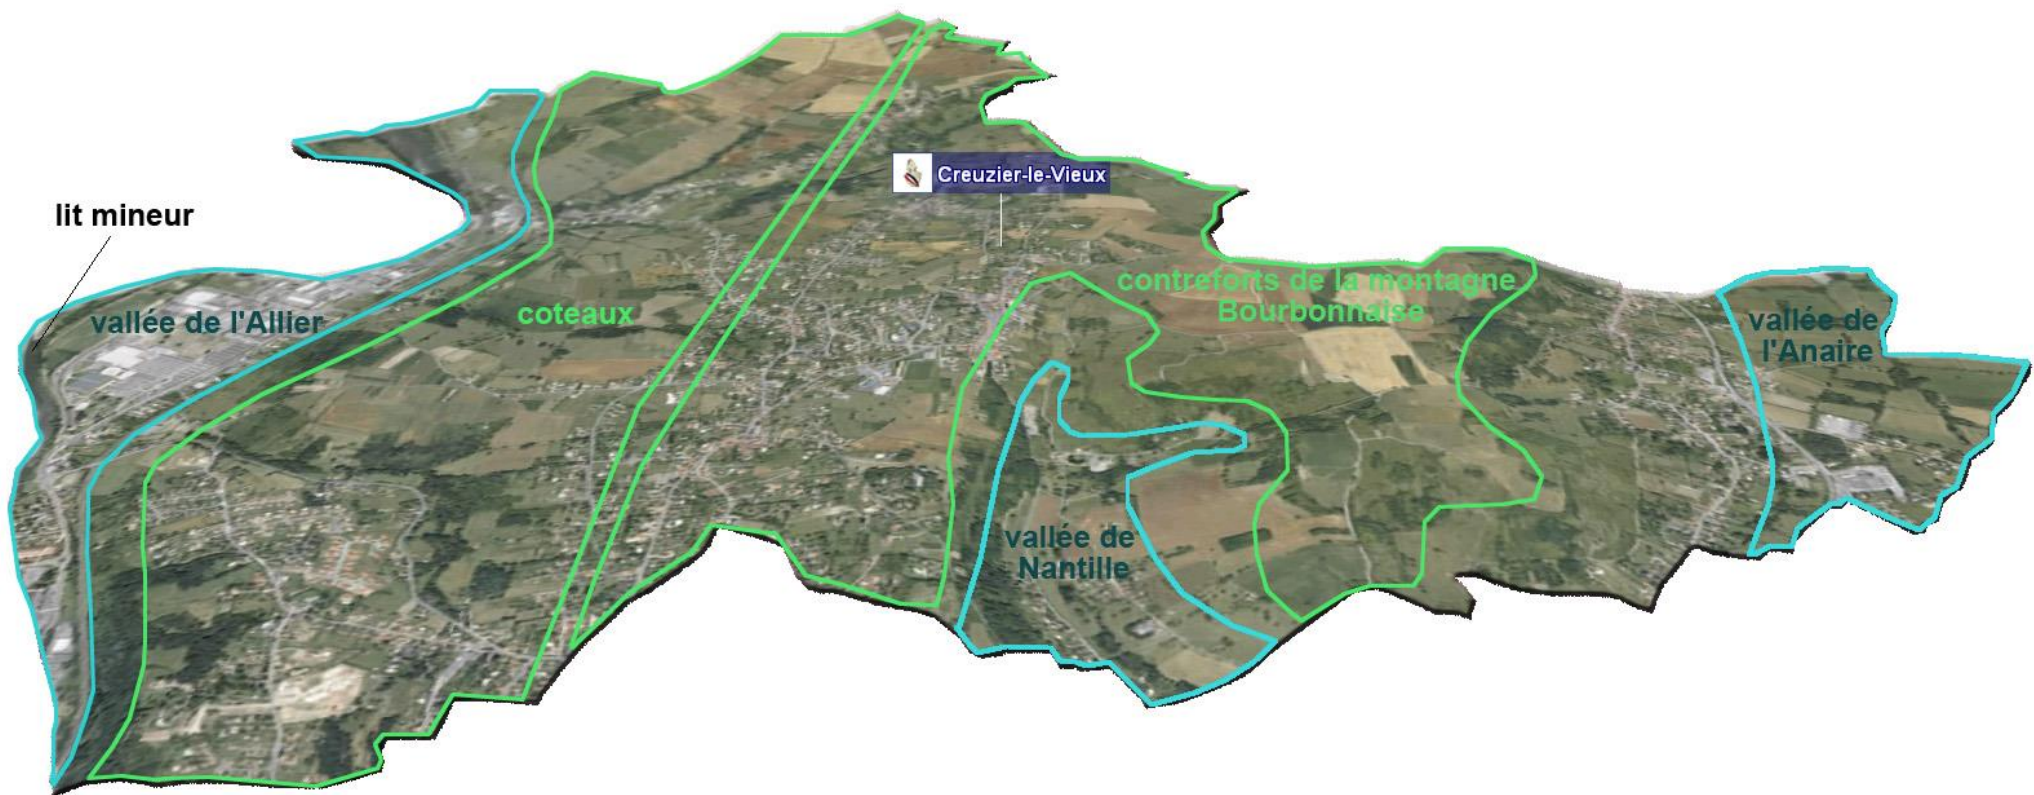 Creuzier-le-Vieux
lit mineur
contreforts de la montagne
Bourbonnaise
vallée de l'Allier
coteaux
vallée de
l'Anaire
vallée de
Nantille